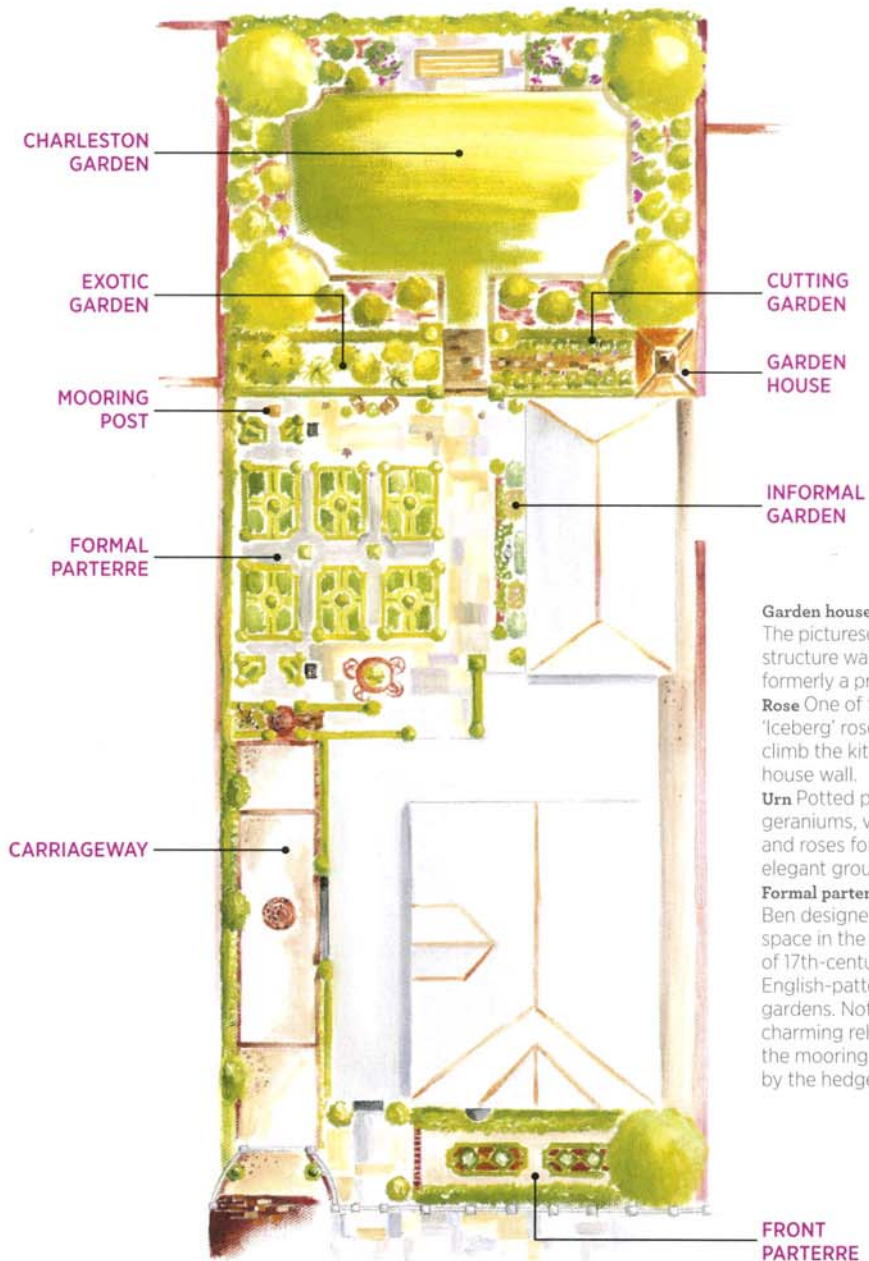 CHARLESTON
GARDEN
EXOTIC
GARDEN
CUTTING
GARDEN
GARDEN
HOUSE
MOORING
POST
INFORMAL
GARDEN
FORMAL
PARTERRE
CARRIAGEWAY
FRONT
PARTERRE
Garden house
The pictures
structure wa
formerly a pr
Rose One of
'Iceberg' rose
climb the kit
house wall.
Urn Potted p
geraniums, v
and roses for
elegant grou
Formal parter
Ben designe
space in the
of 17th-centu
English-patte
gardens. Not
charming rel
the mooring
by the hedge